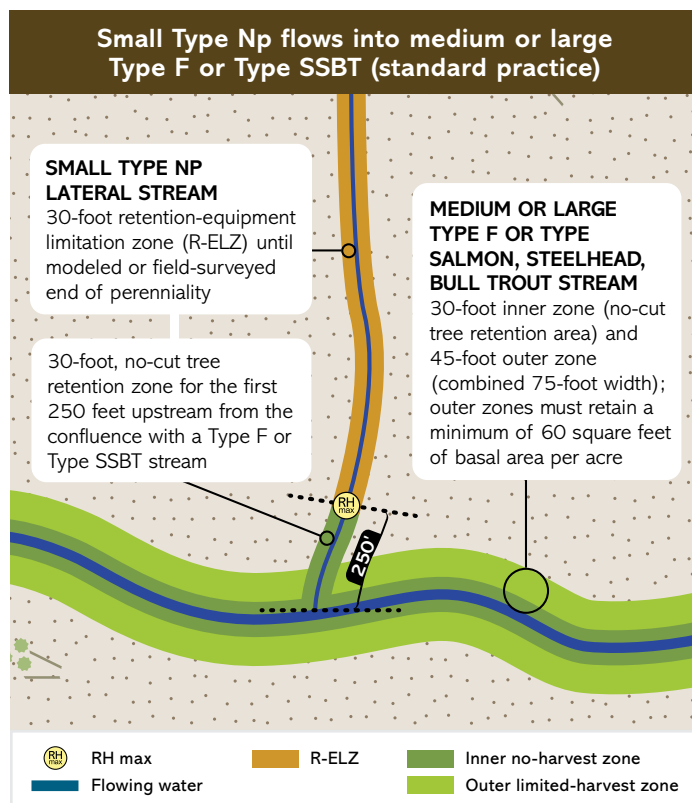 Small Type Np flows into medium or large
Type F or Type SSBT (standard practice)
SMALL TYPE NP
LATERAL STREAM
30-foot retention-equipment
limitation zone (R-ELZ) until
modeled or field-surveyed
end of perenniality
30-foot, no-cut tree
retention zone for the first
250 feet upstream from the
confluence with a Type F or
Type SSBT stream
MEDIUM OR LARGE
TYPE F OR TYPE
SALMON, STEELHEAD,
BULL TROUT STREAM
30-foot inner zone (no-cut
tree retention area) and
45-foot outer zone
(combined 75-foot width);
outer zones must retain a
minimum of 60 square feet
of basal area per acre
RH
max
250'
RH
max
RH max
Flowing water
R-ELZ
Inner no-harvest zone
Outer limited-harvest zone